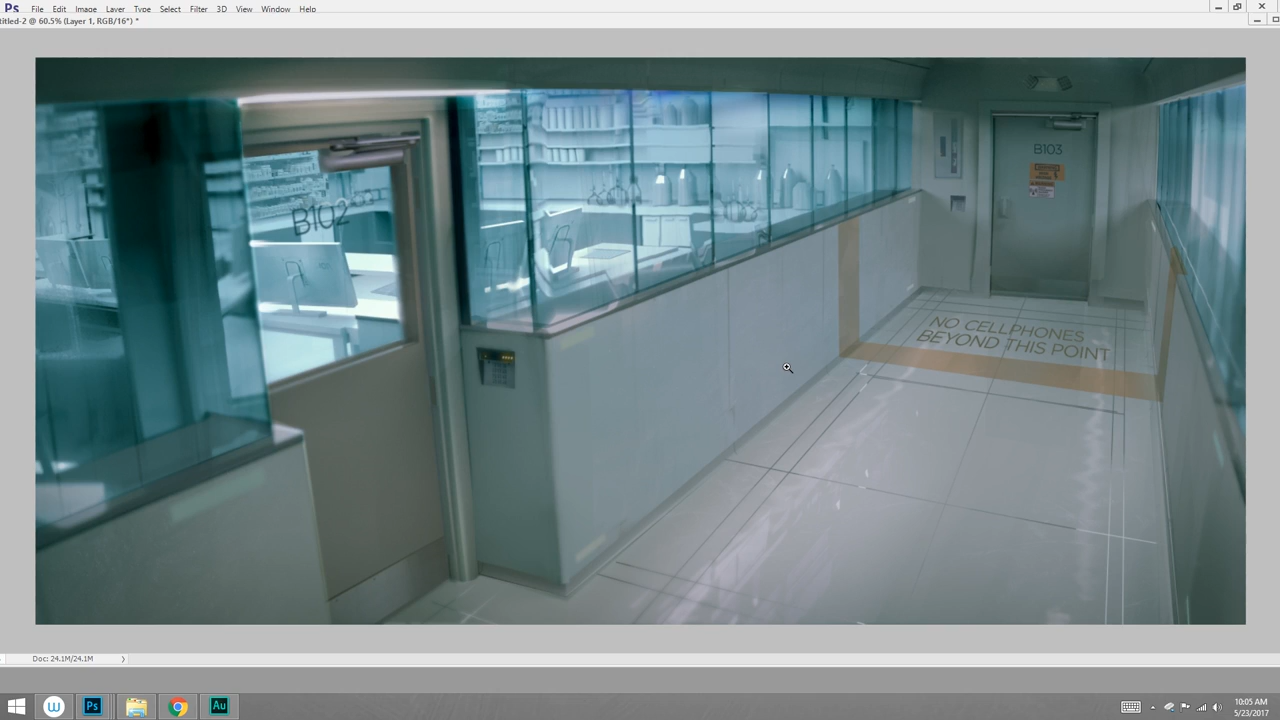 Ps File Edit Image Layer Type Select Filter 3D View Window Help
titled-2 @ 60.5% (Layer 1, RGB/16*) *
B102
B103
NO CELLPHONES
BEYOND THIS POINT
Doc: 24.1M/24.1M
W Ps Au
10:05 AM
5/23/2017